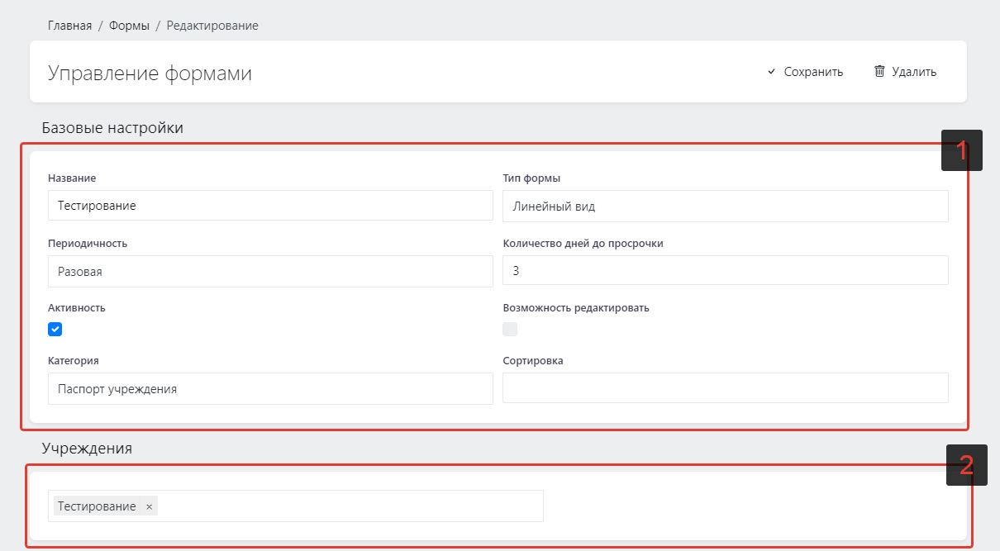 Главная / Формы / Редактирование
Управление формами
Сохранить
Удалить
Базовые настройки
1
Название
Тип формы
Тестирование
Линейный вид
Периодичность
Количество дней до просрочки
Разовая
3
Активность
Возможность редактировать
Категория
Сортировка
Паспорт учреждения
Учреждения
2
Тестирование ×